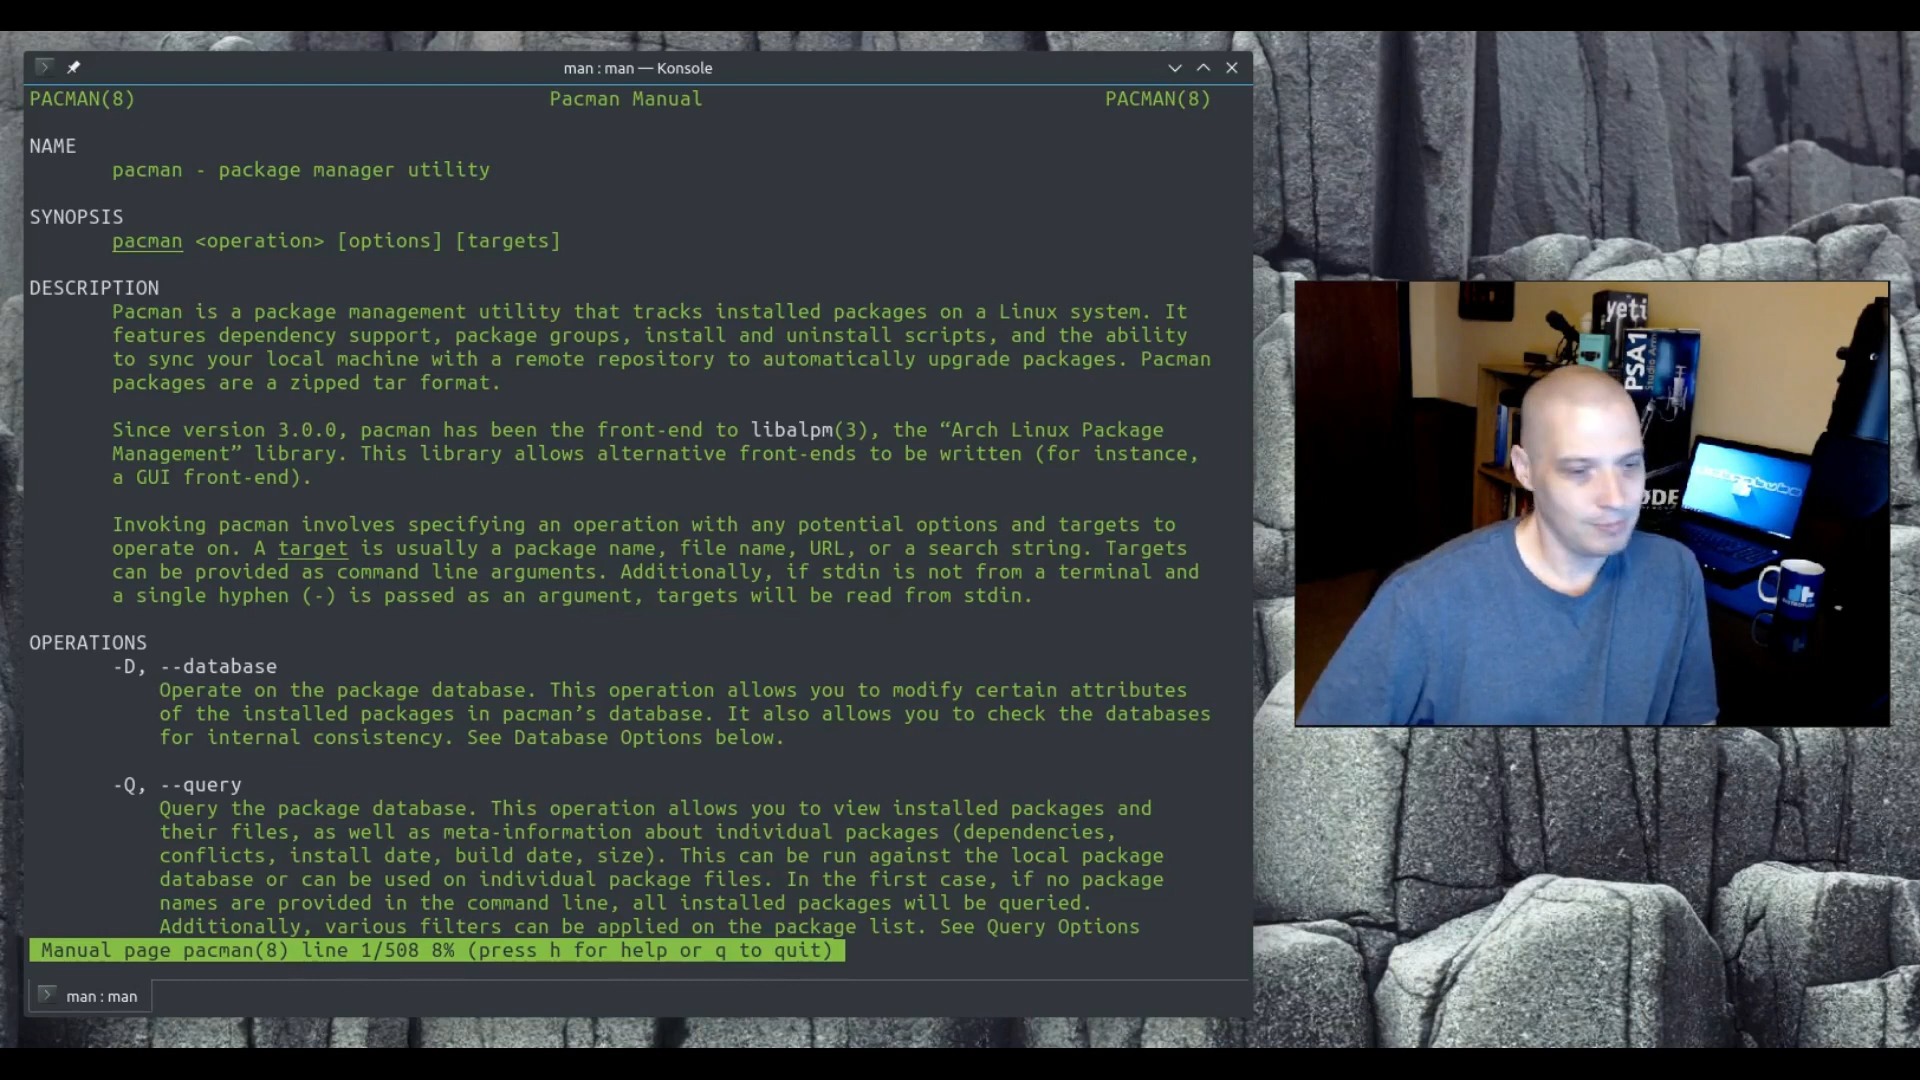 man : man — Konsole
PACMAN(8) Pacman Manual PACMAN(8)
NAME
pacman - package manager utility
SYNOPSIS
pacman <operation> [options] [targets]
DESCRIPTION
Pacman is a package management utility that tracks installed packages on a Linux system. It
features dependency support, package groups, install and uninstall scripts, and the ability
to sync your local machine with a remote repository to automatically upgrade packages. Pacman
packages are a zipped tar format.
Since version 3.0.0, pacman has been the front-end to libalpm(3), the “Arch Linux Package
Management” library. This library allows alternative front-ends to be written (for instance,
a GUI front-end).
Invoking pacman involves specifying an operation with any potential options and targets to
operate on. A target is usually a package name, file name, URL, or a search string. Targets
can be provided as command line arguments. Additionally, if stdin is not from a terminal and
a single hyphen (-) is passed as an argument, targets will be read from stdin.
OPERATIONS
-D, --database
Operate on the package database. This operation allows you to modify certain attributes
of the installed packages in pacman’s database. It also allows you to check the databases
for internal consistency. See Database Options below.
-Q, --query
Query the package database. This operation allows you to view installed packages and
their files, as well as meta-information about individual packages (dependencies,
conflicts, install date, build date, size). This can be run against the local package
database or can be used on individual package files. In the first case, if no package
names are provided in the command line, all installed packages will be queried.
Additionally, various filters can be applied on the package list. See Query Options
Manual page pacman(8) line 1/508 8% (press h for help or q to quit)
man : man
yeti
PSA1
Studio Arm